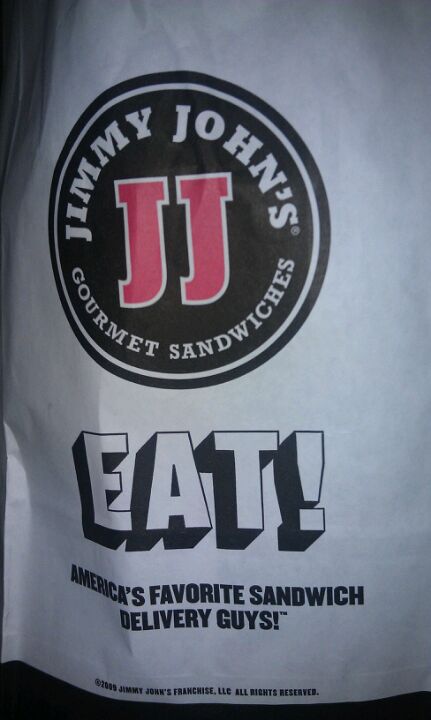 JIMMY JOHN'S®
JJ
GOURMET SANDWICHES
EAT!
AMERICA'S FAVORITE SANDWICH
DELIVERY GUYS!™
©2009 JIMMY JOHN'S FRANCHISE, LLC ALL RIGHTS RESERVED.